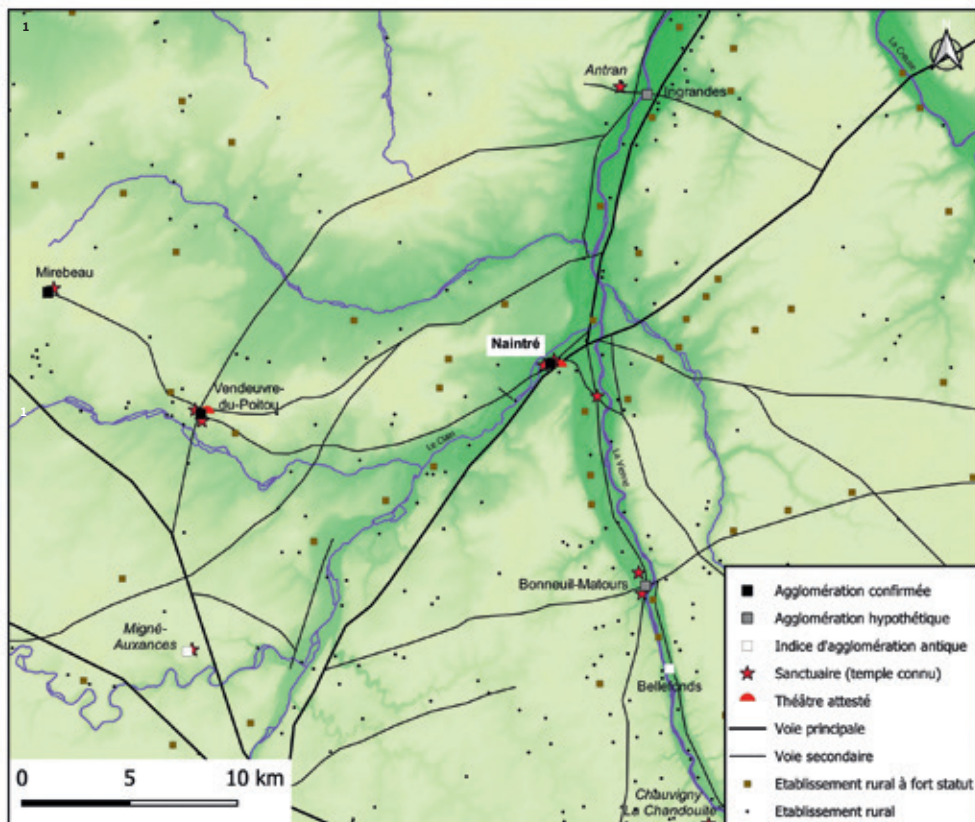 1
N
La Creuse
Antran
Ingrandes
Mirebeau
Naintré
Vendeuvre-
du-Poitou
1
Le Clain
La Vienne
Bonneuil-Matours
Migné-
Auxances
Bellefonds
Chauvigny
"La Chandouite"
0 5 10 km
Agglomération confirmée
Agglomération hypothétique
Indice d'agglomération antique
Sanctuaire (temple connu)
Théâtre attesté
Voie principale
Voie secondaire
Etablissement rural à fort statut
Etablissement rural